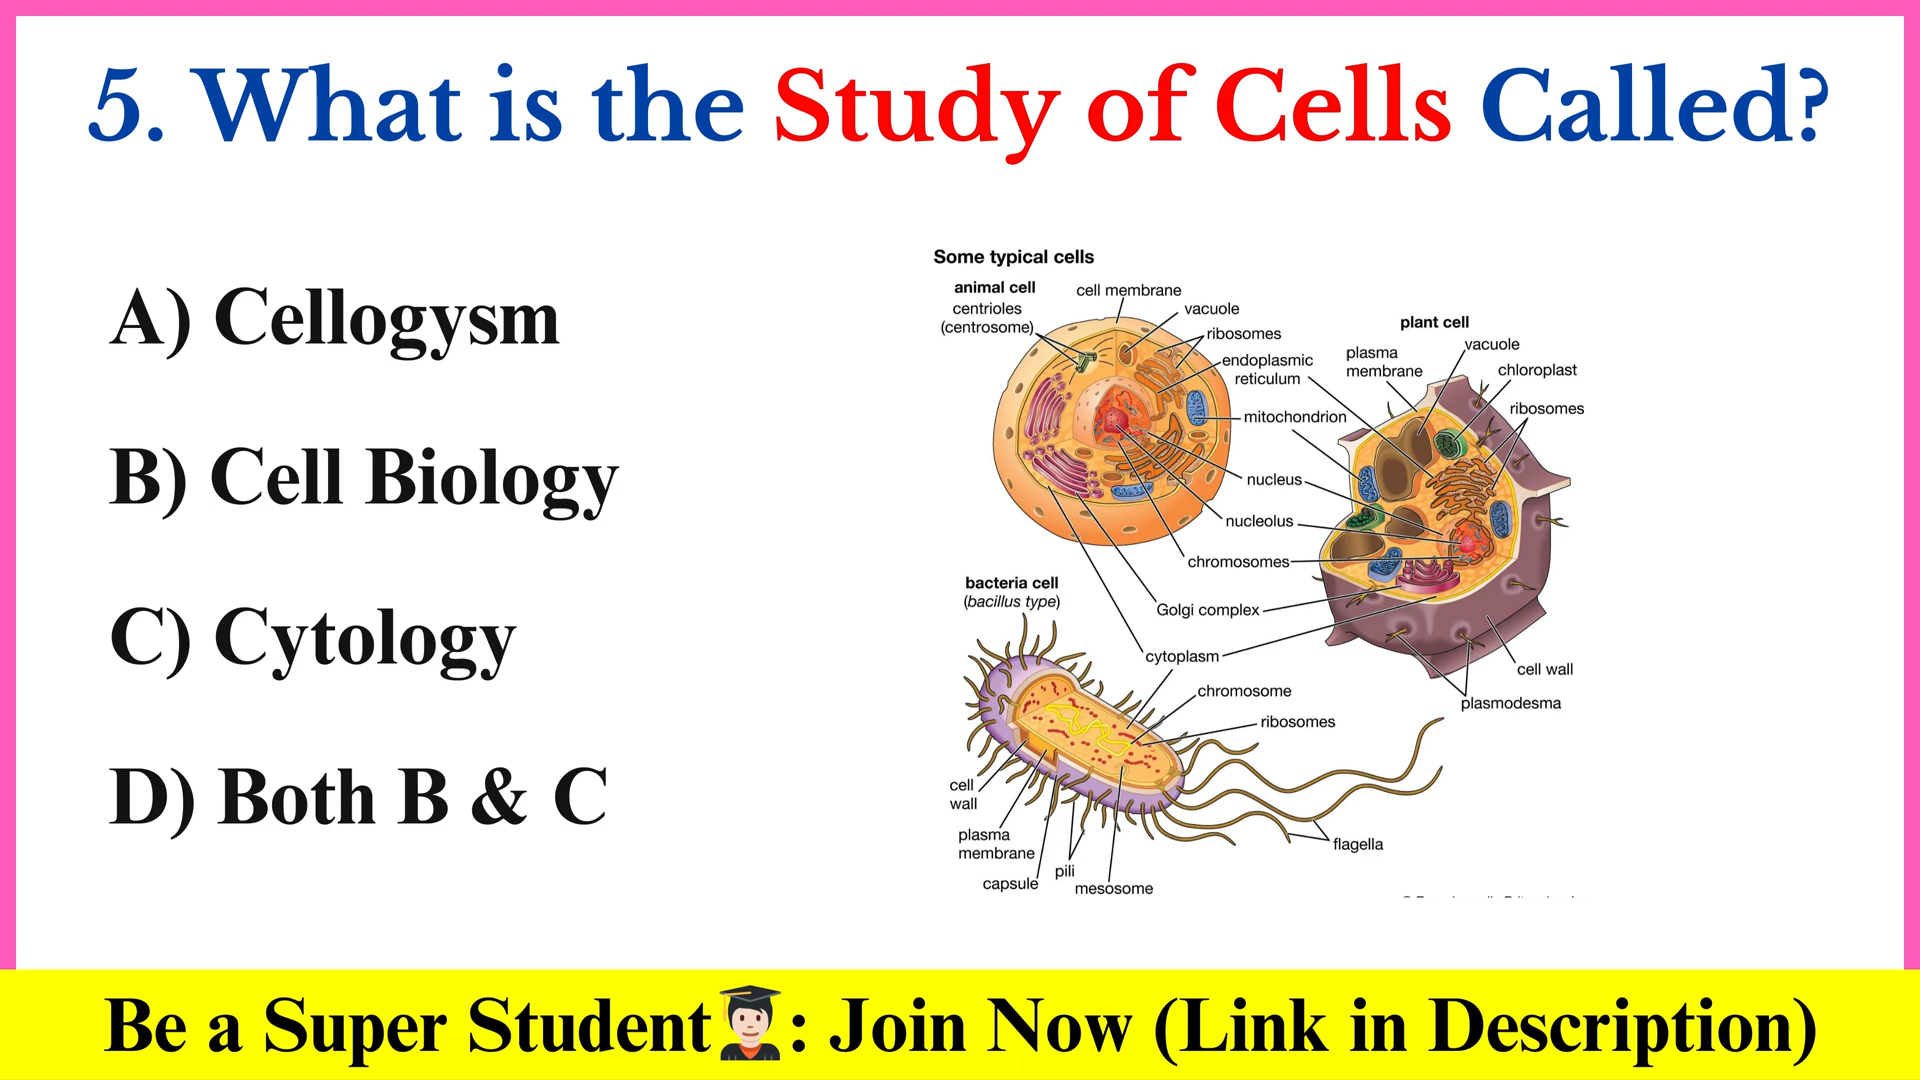 5. What is the Study of Cells Called?
A) Cellogysm
B) Cell Biology
C) Cytology
D) Both B & C
Some typical cells
animal cell
centrioles
(centrosome)
cell membrane
vacuole
ribosomes
endoplasmic
reticulum
mitochondrion
nucleus
nucleolus
chromosomes
Golgi complex
cytoplasm
plant cell
plasma
membrane
vacuole
chloroplast
ribosomes
cell wall
plasmodesma
bacteria cell
(bacillus type)
chromosome
ribosomes
cell
wall
plasma
membrane
capsule
pili
mesosome
flagella
Be a Super Student: Join Now (Link in Description)